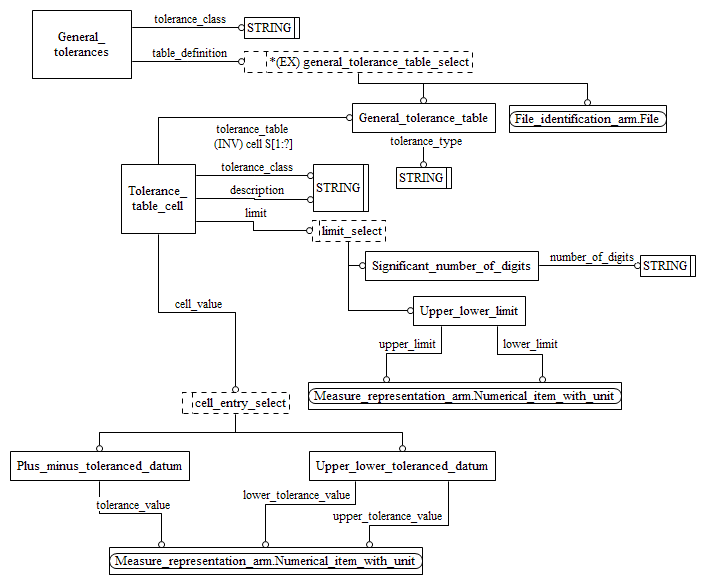 tolerance_class
General_
tolerances
STRING
table_definition
*(EX) general_tolerance_table_select
General_tolerance_table
File_identification_arm.File
tolerance_table
(INV) cell S[1:?]
tolerance_type
tolerance_class
STRING
Tolerance_
table_cell
description
STRING
limit
limit_select
Significant_number_of_digits
number_of_digits
STRING
cell_value
Upper_lower_limit
upper_limit
lower_limit
Measure_representation_arm.Numerical_item_with_unit
cell_entry_select
Plus_minus_toleranced_datum
Upper_lower_toleranced_datum
tolerance_value
lower_tolerance_value
upper_tolerance_value
Measure_representation_arm.Numerical_item_with_unit